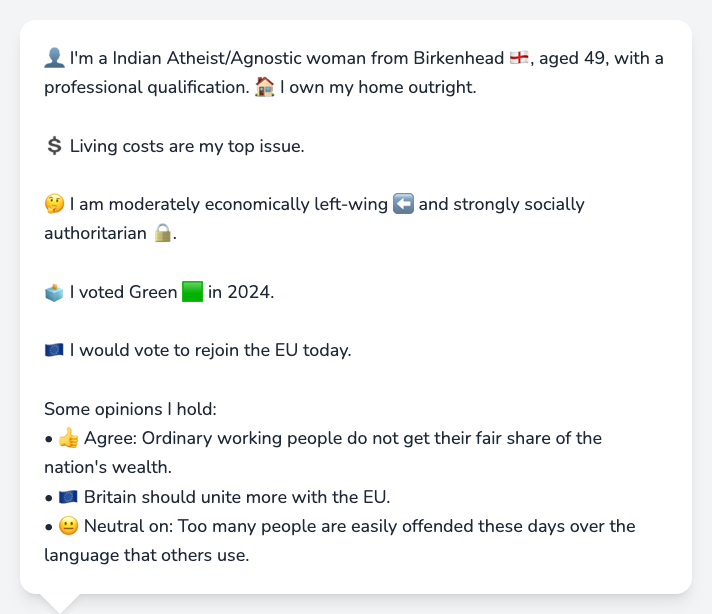 👤 I'm a Indian Atheist/Agnostic woman from Birkenhead 🏴󠁧󠁢󠁥󠁮󠁧󠁿, aged 49, with a
professional qualification. 🏠 I own my home outright.
💲 Living costs are my top issue.
🤔 I am moderately economically left-wing ⬅️ and strongly socially
authoritarian 🔒.
🗳️ I voted Green 🟩 in 2024.
🇪🇺 I would vote to rejoin the EU today.
Some opinions I hold:
• 👍 Agree: Ordinary working people do not get their fair share of the
nation's wealth.
• 🇪🇺 Britain should unite more with the EU.
• 😐 Neutral on: Too many people are easily offended these days over the
language that others use.